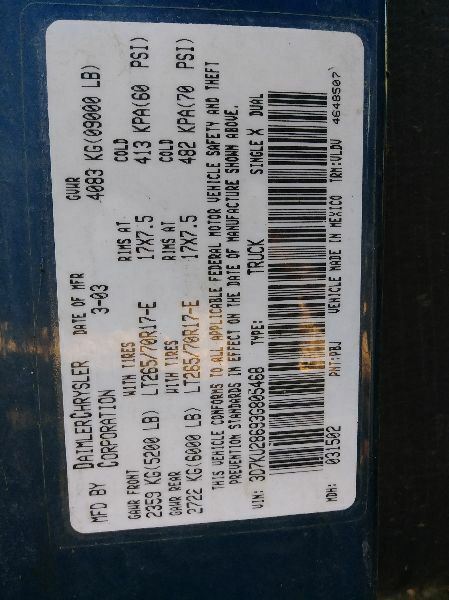 MFD BY DAIMLERCHRYSLER CORPORATION DATE OF MFR 3-03 GVWR 4083 KG(09000 LB)
GAWR FRONT WITH TIRES RIMS AT COLD
2359 KG(5200 LB) LT265/70R17-E 17X7.5 413 KPA(60 PSI)
GAWR REAR WITH TIRES RIMS AT COLD
2722 KG(6000 LB) LT265/70R17-E 17X7.5 482 KPA(70 PSI)
THIS VEHICLE CONFORMS TO ALL APPLICABLE FEDERAL MOTOR VEHICLE SAFETY AND THEFT
PREVENTION STANDARDS IN EFFECT ON THE DATE OF MANUFACTURE SHOWN ABOVE.
VIN: 3D7KU28693G805468 TYPE: TRUCK SINGLE X DUAL
MDH: 031502 PNT:PBJ VEHICLE MADE IN MEXICO TRM:VLDV 4648507